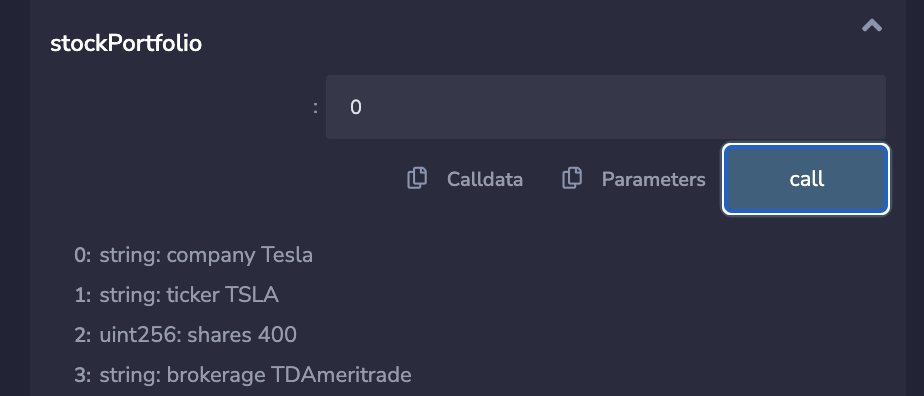 stockPortfolio
: 0
Calldata Parameters call
0: string: company Tesla
1: string: ticker TSLA
2: uint256: shares 400
3: string: brokerage TDAmeritrade